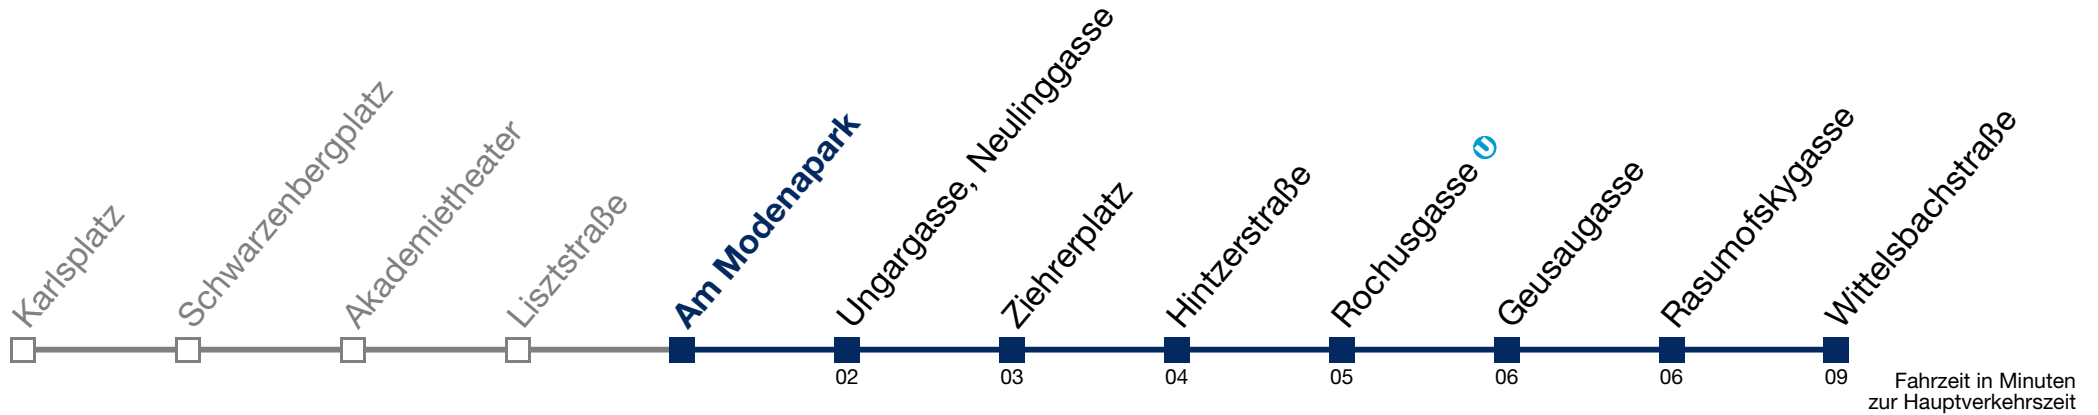 Karlsplatz
Schwarzenbergplatz
Akademietheater
Lisztstraße
Am Modenapark
Ungargasse, Neulinggasse
Ziehrerplatz
Hintzerstraße
Rochusgasse U
Geusaugasse
Rasumofskygasse
Wittelsbachstraße
02
03
04
05
06
06
09
Fahrzeit in Minuten
zur Hauptverkehrszeit